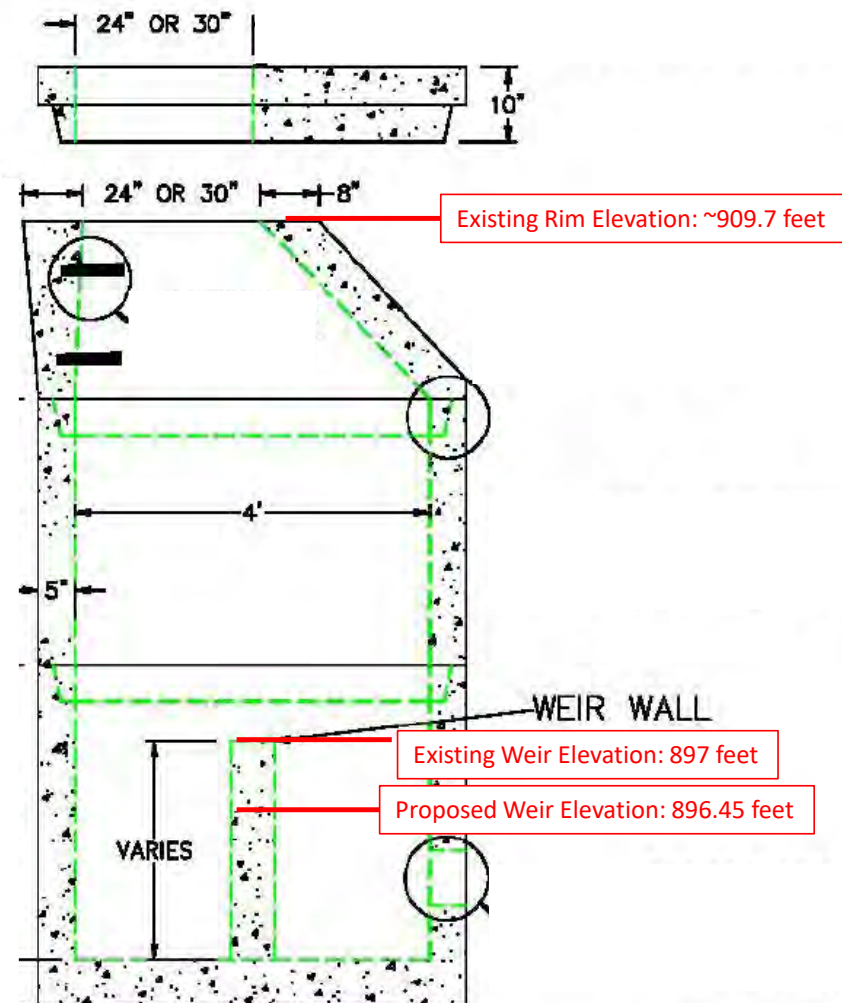 24" OR 30"
10"
24" OR 30"
8"
Existing Rim Elevation: ~909.7 feet
4'
5"
WEIR WALL
Existing Weir Elevation: 897 feet
Proposed Weir Elevation: 896.45 feet
VARIES